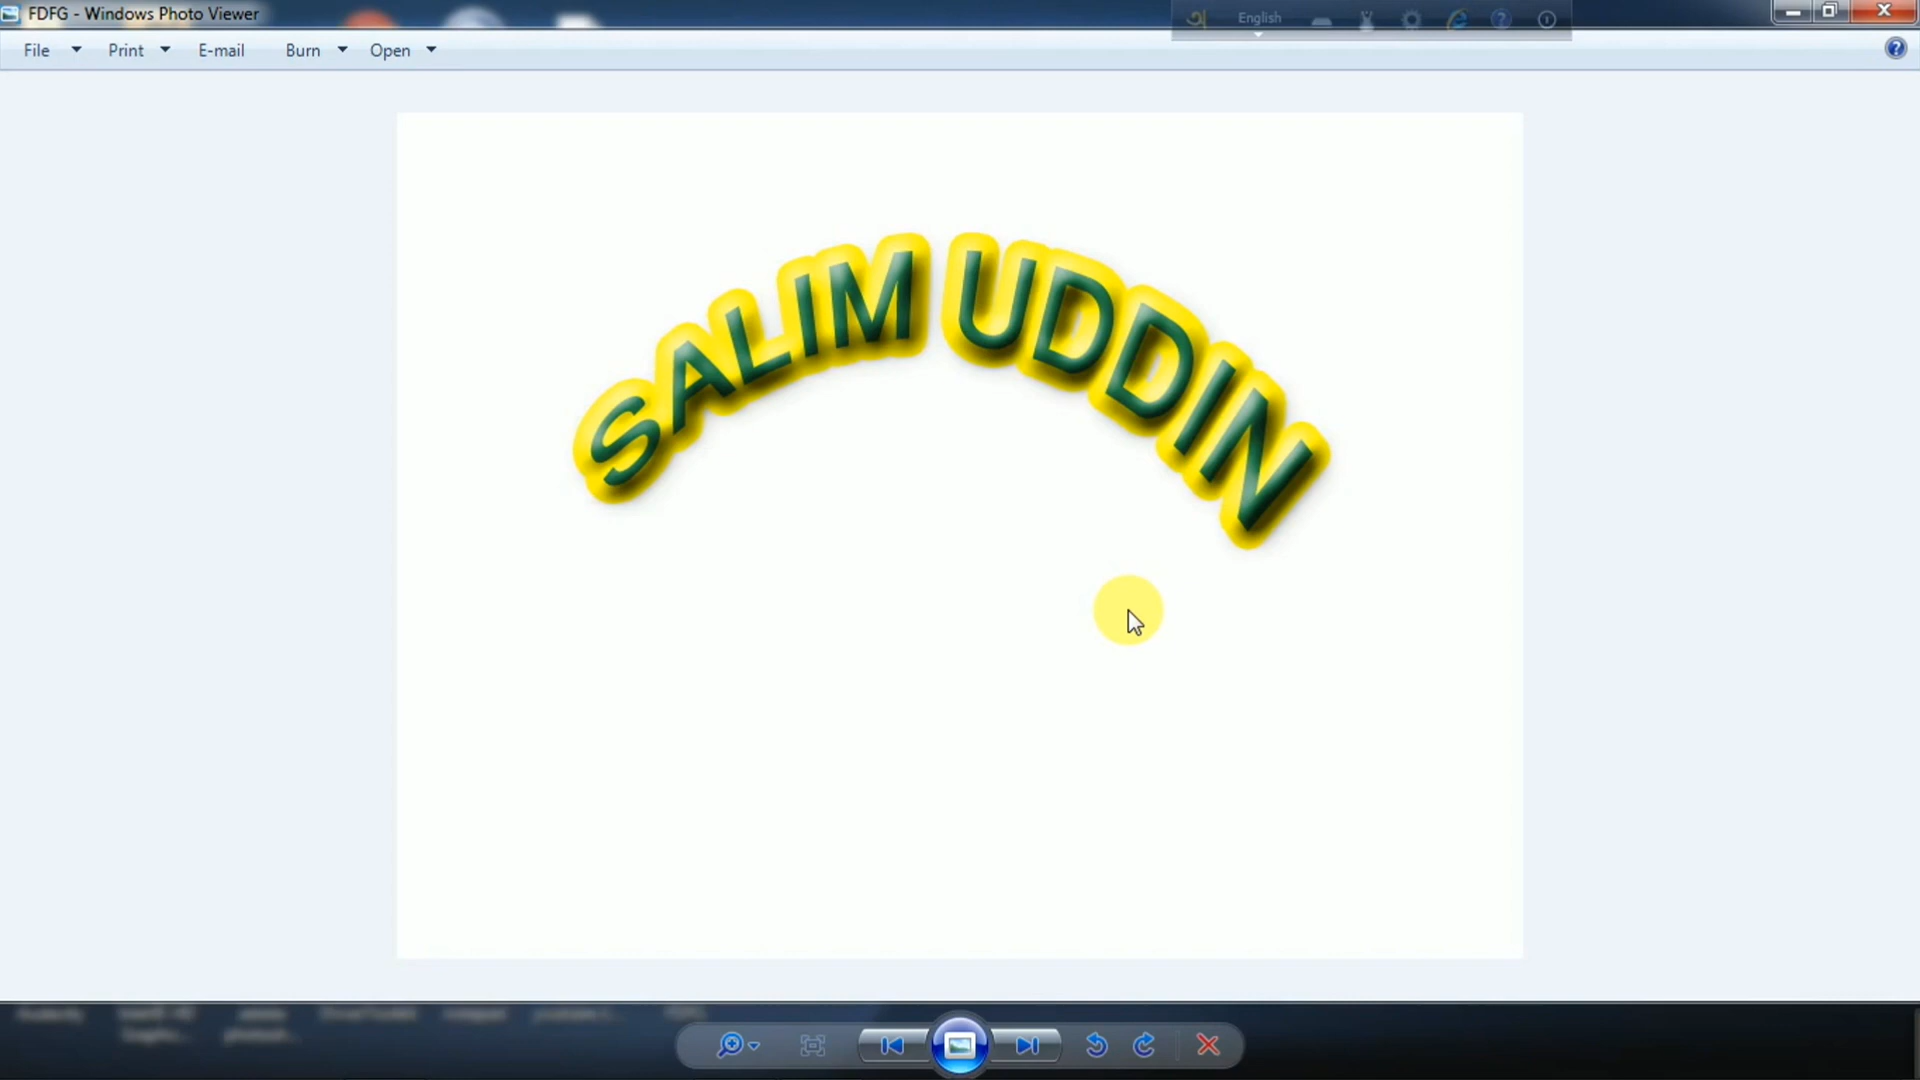 FDFG - Windows Photo Viewer
English
File Print E-mail Burn Open
SALIM UDDIN